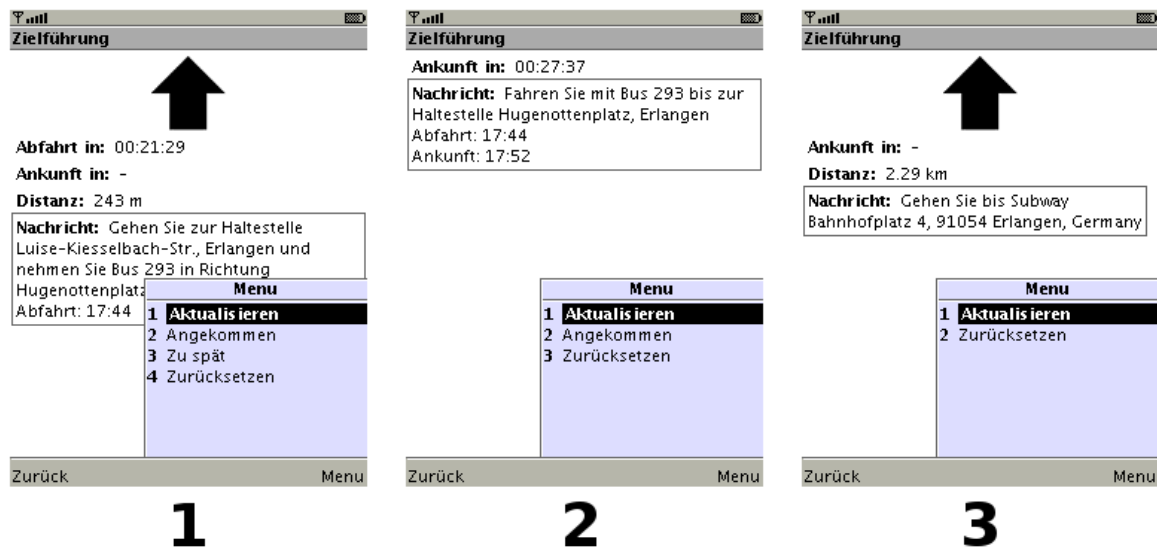 Zielführung
Abfahrt in: 00:21:29
Ankunft in: -
Distanz: 243 m
Nachricht: Gehen Sie zur Haltestelle
Luise-Kiesselbach-Str., Erlangen und
nehmen Sie Bus 293 in Richtung
Hugenottenplatz
Abfahrt: 17:44
Menu
1 Aktualisieren
2 Angekommen
3 Zu spät
4 Zurücksetzen
Zurück Menu
1
Zielführung
Ankunft in: 00:27:37
Nachricht: Fahren Sie mit Bus 293 bis zur
Haltestelle Hugenottenplatz, Erlangen
Abfahrt: 17:44
Ankunft: 17:52
Menu
1 Aktualisieren
2 Angekommen
3 Zurücksetzen
Zurück Menu
2
Zielführung
Ankunft in: -
Distanz: 2.29 km
Nachricht: Gehen Sie bis Subway
Bahnhofplatz 4, 91054 Erlangen, Germany
Menu
1 Aktualisieren
2 Zurücksetzen
Zurück Menu
3